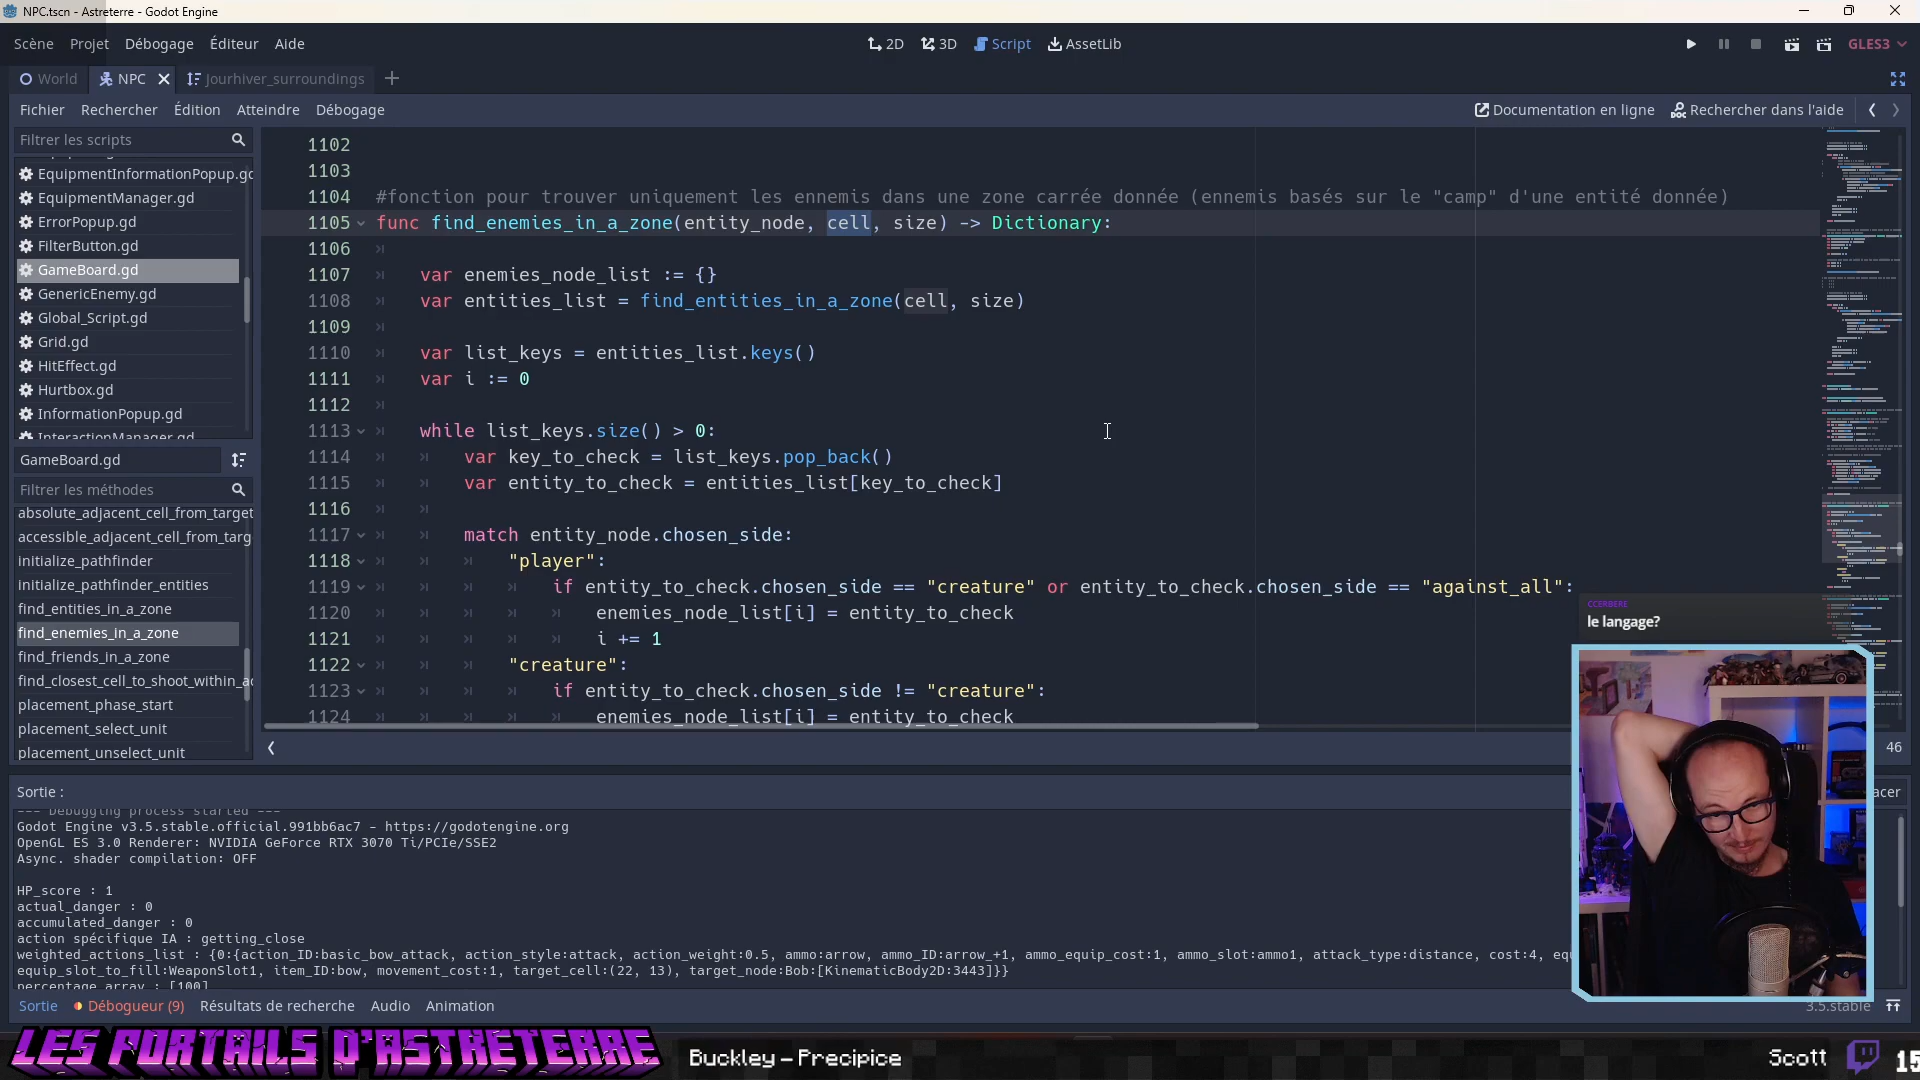 NPC.tscn - Astreterre - Godot Engine
Scène Projet Débogage Éditeur Aide
2D 3D Script AssetLib
GLES3
World NPC Jourhiver_surroundings
Fichier Rechercher Édition Atteindre Débogage
Documentation en ligne Rechercher dans l'aide
Filtrer les scripts
EquipmentInformationPopup.gd
EquipmentManager.gd
ErrorPopup.gd
FilterButton.gd
GameBoard.gd
GenericEnemy.gd
Global_Script.gd
Grid.gd
HitEffect.gd
Hurtbox.gd
InformationPopup.gd
InteractionManager.gd
GameBoard.gd
Filtrer les méthodes
absolute_adjacent_cell_from_target
accessible_adjacent_cell_from_targ
initialize_pathfinder
initialize_pathfinder_entities
find_entities_in_a_zone
find_enemies_in_a_zone
find_friends_in_a_zone
find_closest_cell_to_shoot_within_a
placement_phase_start
placement_select_unit
placement_unselect_unit
1102
1103
1104 #fonction pour trouver uniquement les ennemis dans une zone carrée donnée (ennemis basés sur le "camp" d'une entité donnée)
1105 func find_enemies_in_a_zone(entity_node, cell, size) -> Dictionary:
1106
1107 var enemies_node_list := {}
1108 var entities_list = find_entities_in_a_zone(cell, size)
1109
1110 var list_keys = entities_list.keys()
1111 var i := 0
1112
1113 while list_keys.size() > 0:
1114 var key_to_check = list_keys.pop_back()
1115 var entity_to_check = entities_list[key_to_check]
1116
1117 match entity_node.chosen_side:
1118 "player":
1119 if entity_to_check.chosen_side == "creature" or entity_to_check.chosen_side == "against_all":
1120 enemies_node_list[i] = entity_to_check
1121 i += 1
1122 "creature":
1123 if entity_to_check.chosen_side != "creature":
1124 enemies_node_list[i] = entity_to_check
46
CCERBERE
le langage?
Sortie :
acer
--- Debugging process started ---
Godot Engine v3.5.stable.official.991bb6ac7 - https://godotengine.org
OpenGL ES 3.0 Renderer: NVIDIA GeForce RTX 3070 Ti/PCIe/SSE2
Async. shader compilation: OFF
HP_score : 1
actual_danger : 0
accumulated_danger : 0
action spécifique IA : getting_close
weighted_actions_list : {0:{action_ID:basic_bow_attack, action_style:attack, action_weight:0.5, ammo:arrow, ammo_ID:arrow_+1, ammo_equip_cost:1, ammo_slot:ammo1, attack_type:distance, cost:4, eq
equip_slot_to_fill:WeaponSlot1, item_ID:bow, movement_cost:1, target_cell:(22, 13), target_node:Bob:[KinematicBody2D:3443]}}
percentage_array : [100]
Sortie Débogueur (9) Résultats de recherche Audio Animation
3.5.stable
LES PORTAILS D'ASTRETERRE
Buckley – Precipice
Scott
15